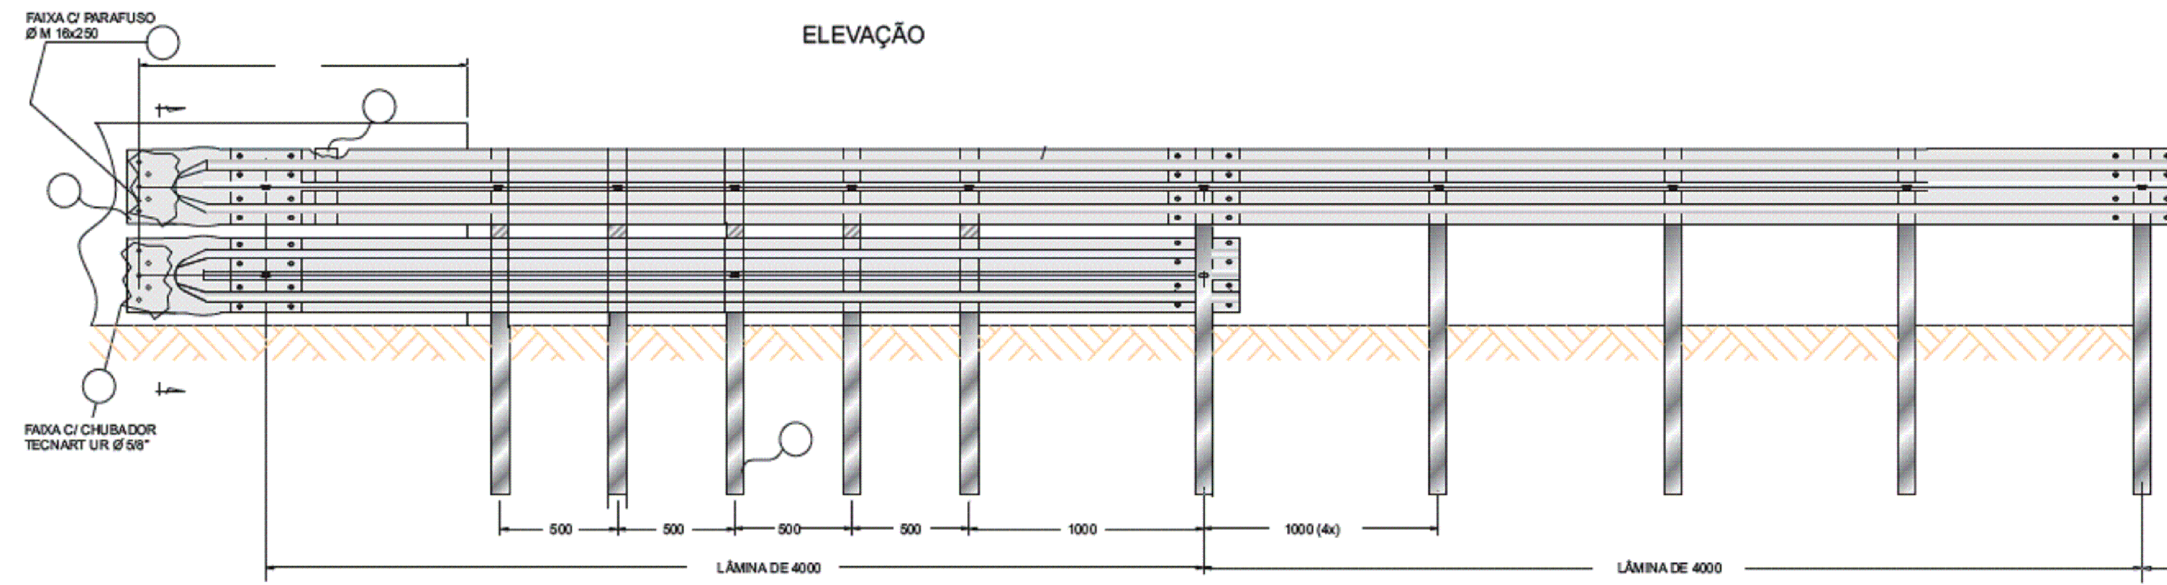 FAIXA C/ PARAFUSO
Ø M 16x250
ELEVAÇÃO
FAIXA C/ CHUBADOR
TECNART UR Ø 5/8"
500
500
500
500
1000
1000 (4x)
LÂMINA DE 4000
LÂMINA DE 4000